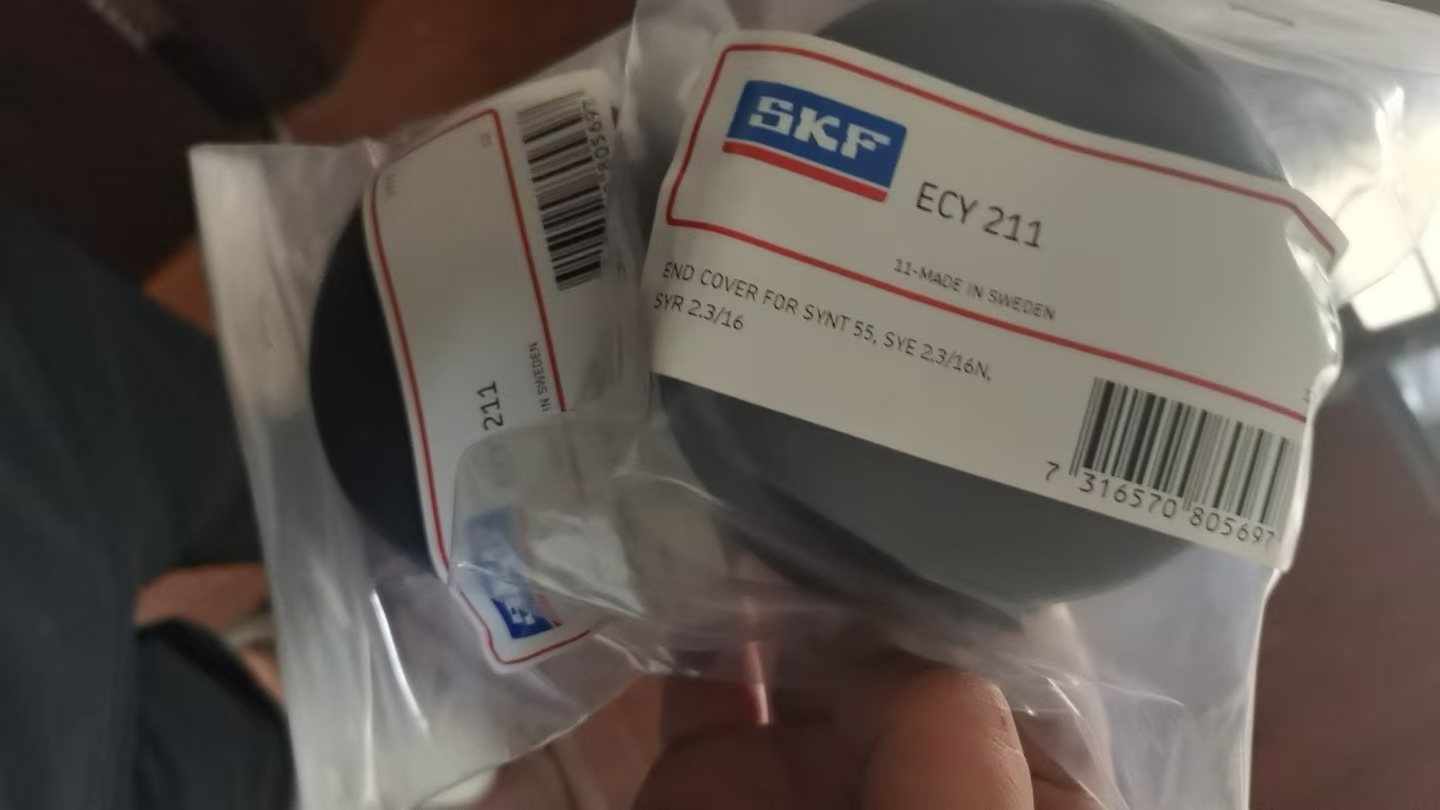 SKF
ECY 211
11-MADE IN SWEDEN
END COVER FOR SYNT 55, SYE 2.3/16N,
SYR 2.3/16
7 316570 805697
211
IN SWEDEN
805697